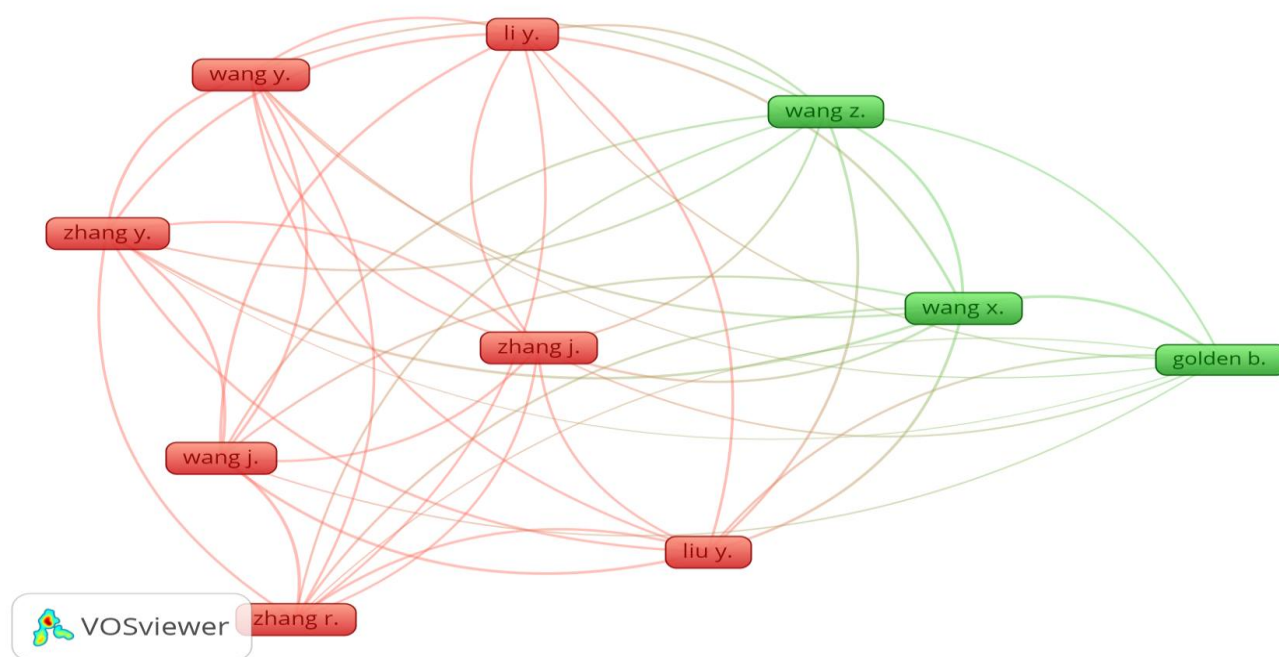 li y.
wang y.
wang z.
zhang y.
wang x.
zhang j.
golden b.
wang j.
liu y.
zhang r.
VOSviewer